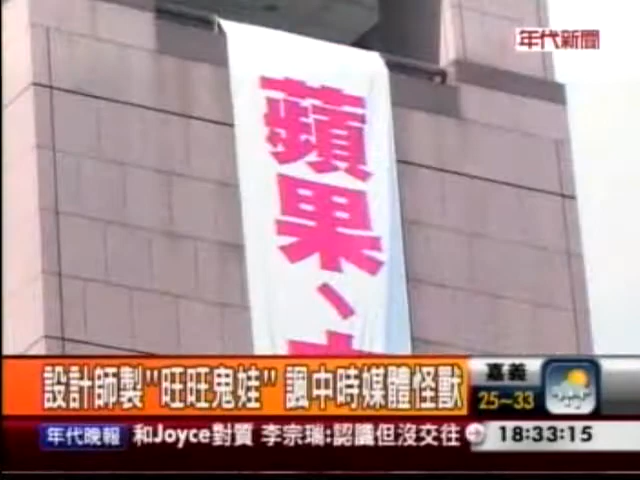 年代新聞
蘋果、
設計師製"旺旺鬼娃" 諷中時媒體怪獸
嘉義
25~33
年代晚報 和Joyce對質 李宗瑞:認識但沒交往
18:33:15